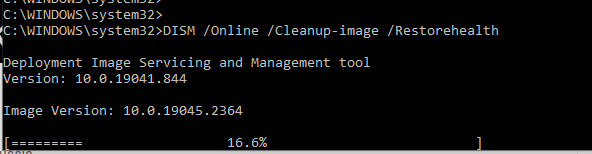 C:\WINDOWS\system32>
C:\WINDOWS\system32>
C:\WINDOWS\system32>DISM /Online /Cleanup-image /Restorehealth
Deployment Image Servicing and Management tool
Version: 10.0.19041.844
Image Version: 10.0.19045.2364
[========= 16.6% ]